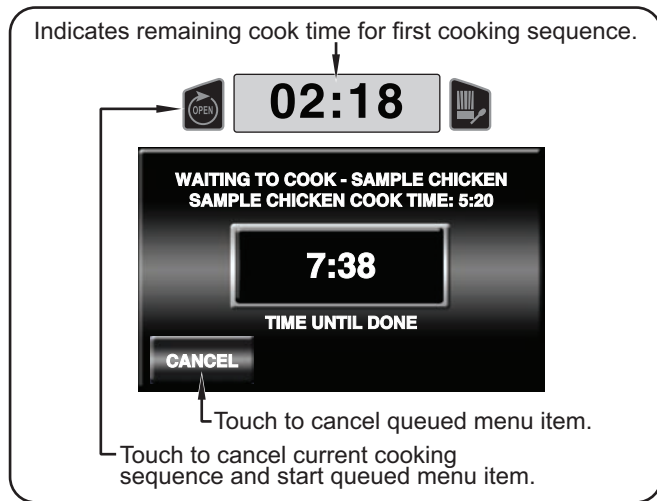 Indicates remaining cook time for first cooking sequence.
OPEN
02:18
WAITING TO COOK - SAMPLE CHICKEN
SAMPLE CHICKEN COOK TIME: 5:20
7:38
TIME UNTIL DONE
CANCEL
Touch to cancel queued menu item.
Touch to cancel current cooking
sequence and start queued menu item.